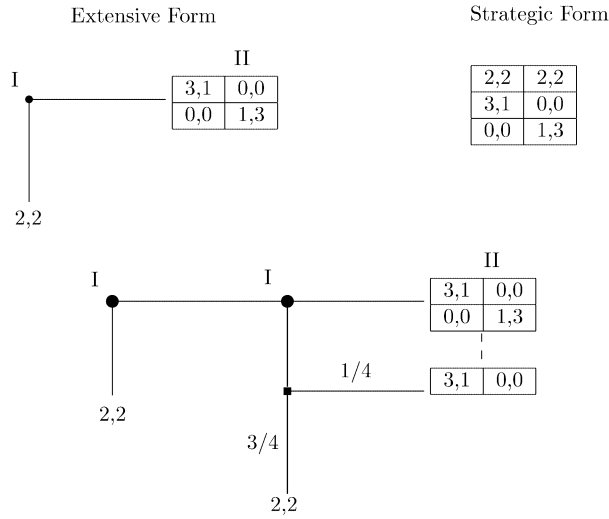 Extensive Form
Strategic Form
I
II
3,1 0,0
0,0 1,3
2,2
2,2 2,2
3,1 0,0
0,0 1,3
I
I
II
3,1 0,0
0,0 1,3
1/4
3,1 0,0
2,2
3/4
2,2